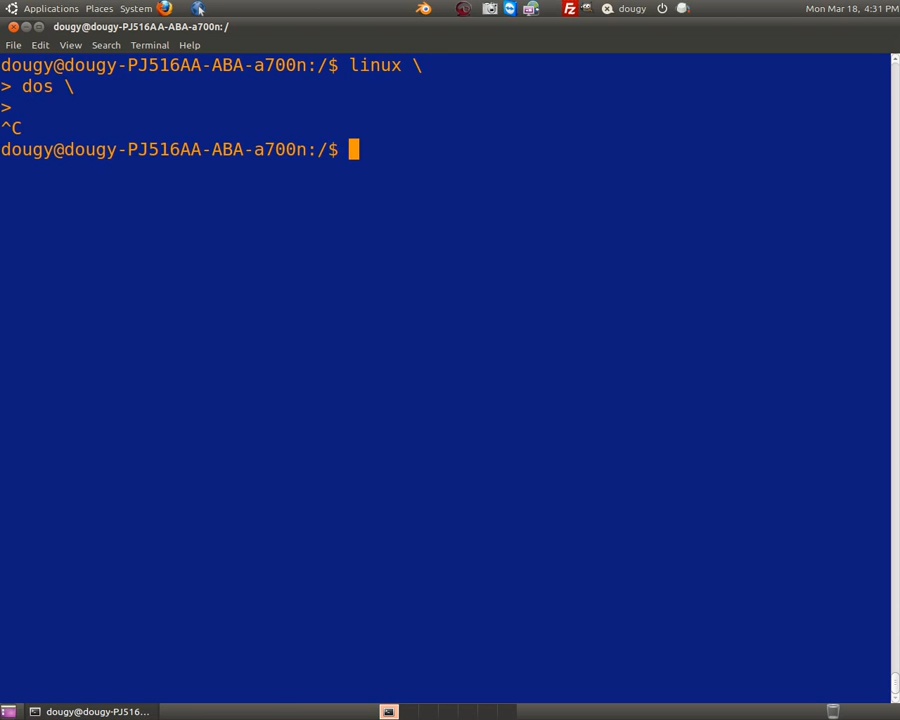 Applications Places System dougy Mon Mar 18, 4:31 PM
dougy@dougy-PJ516AA-ABA-a700n: /
File Edit View Search Terminal Help
dougy@dougy-PJ516AA-ABA-a700n:/$ linux \
> dos \
>
^C
dougy@dougy-PJ516AA-ABA-a700n:/$
dougy@dougy-PJ516...